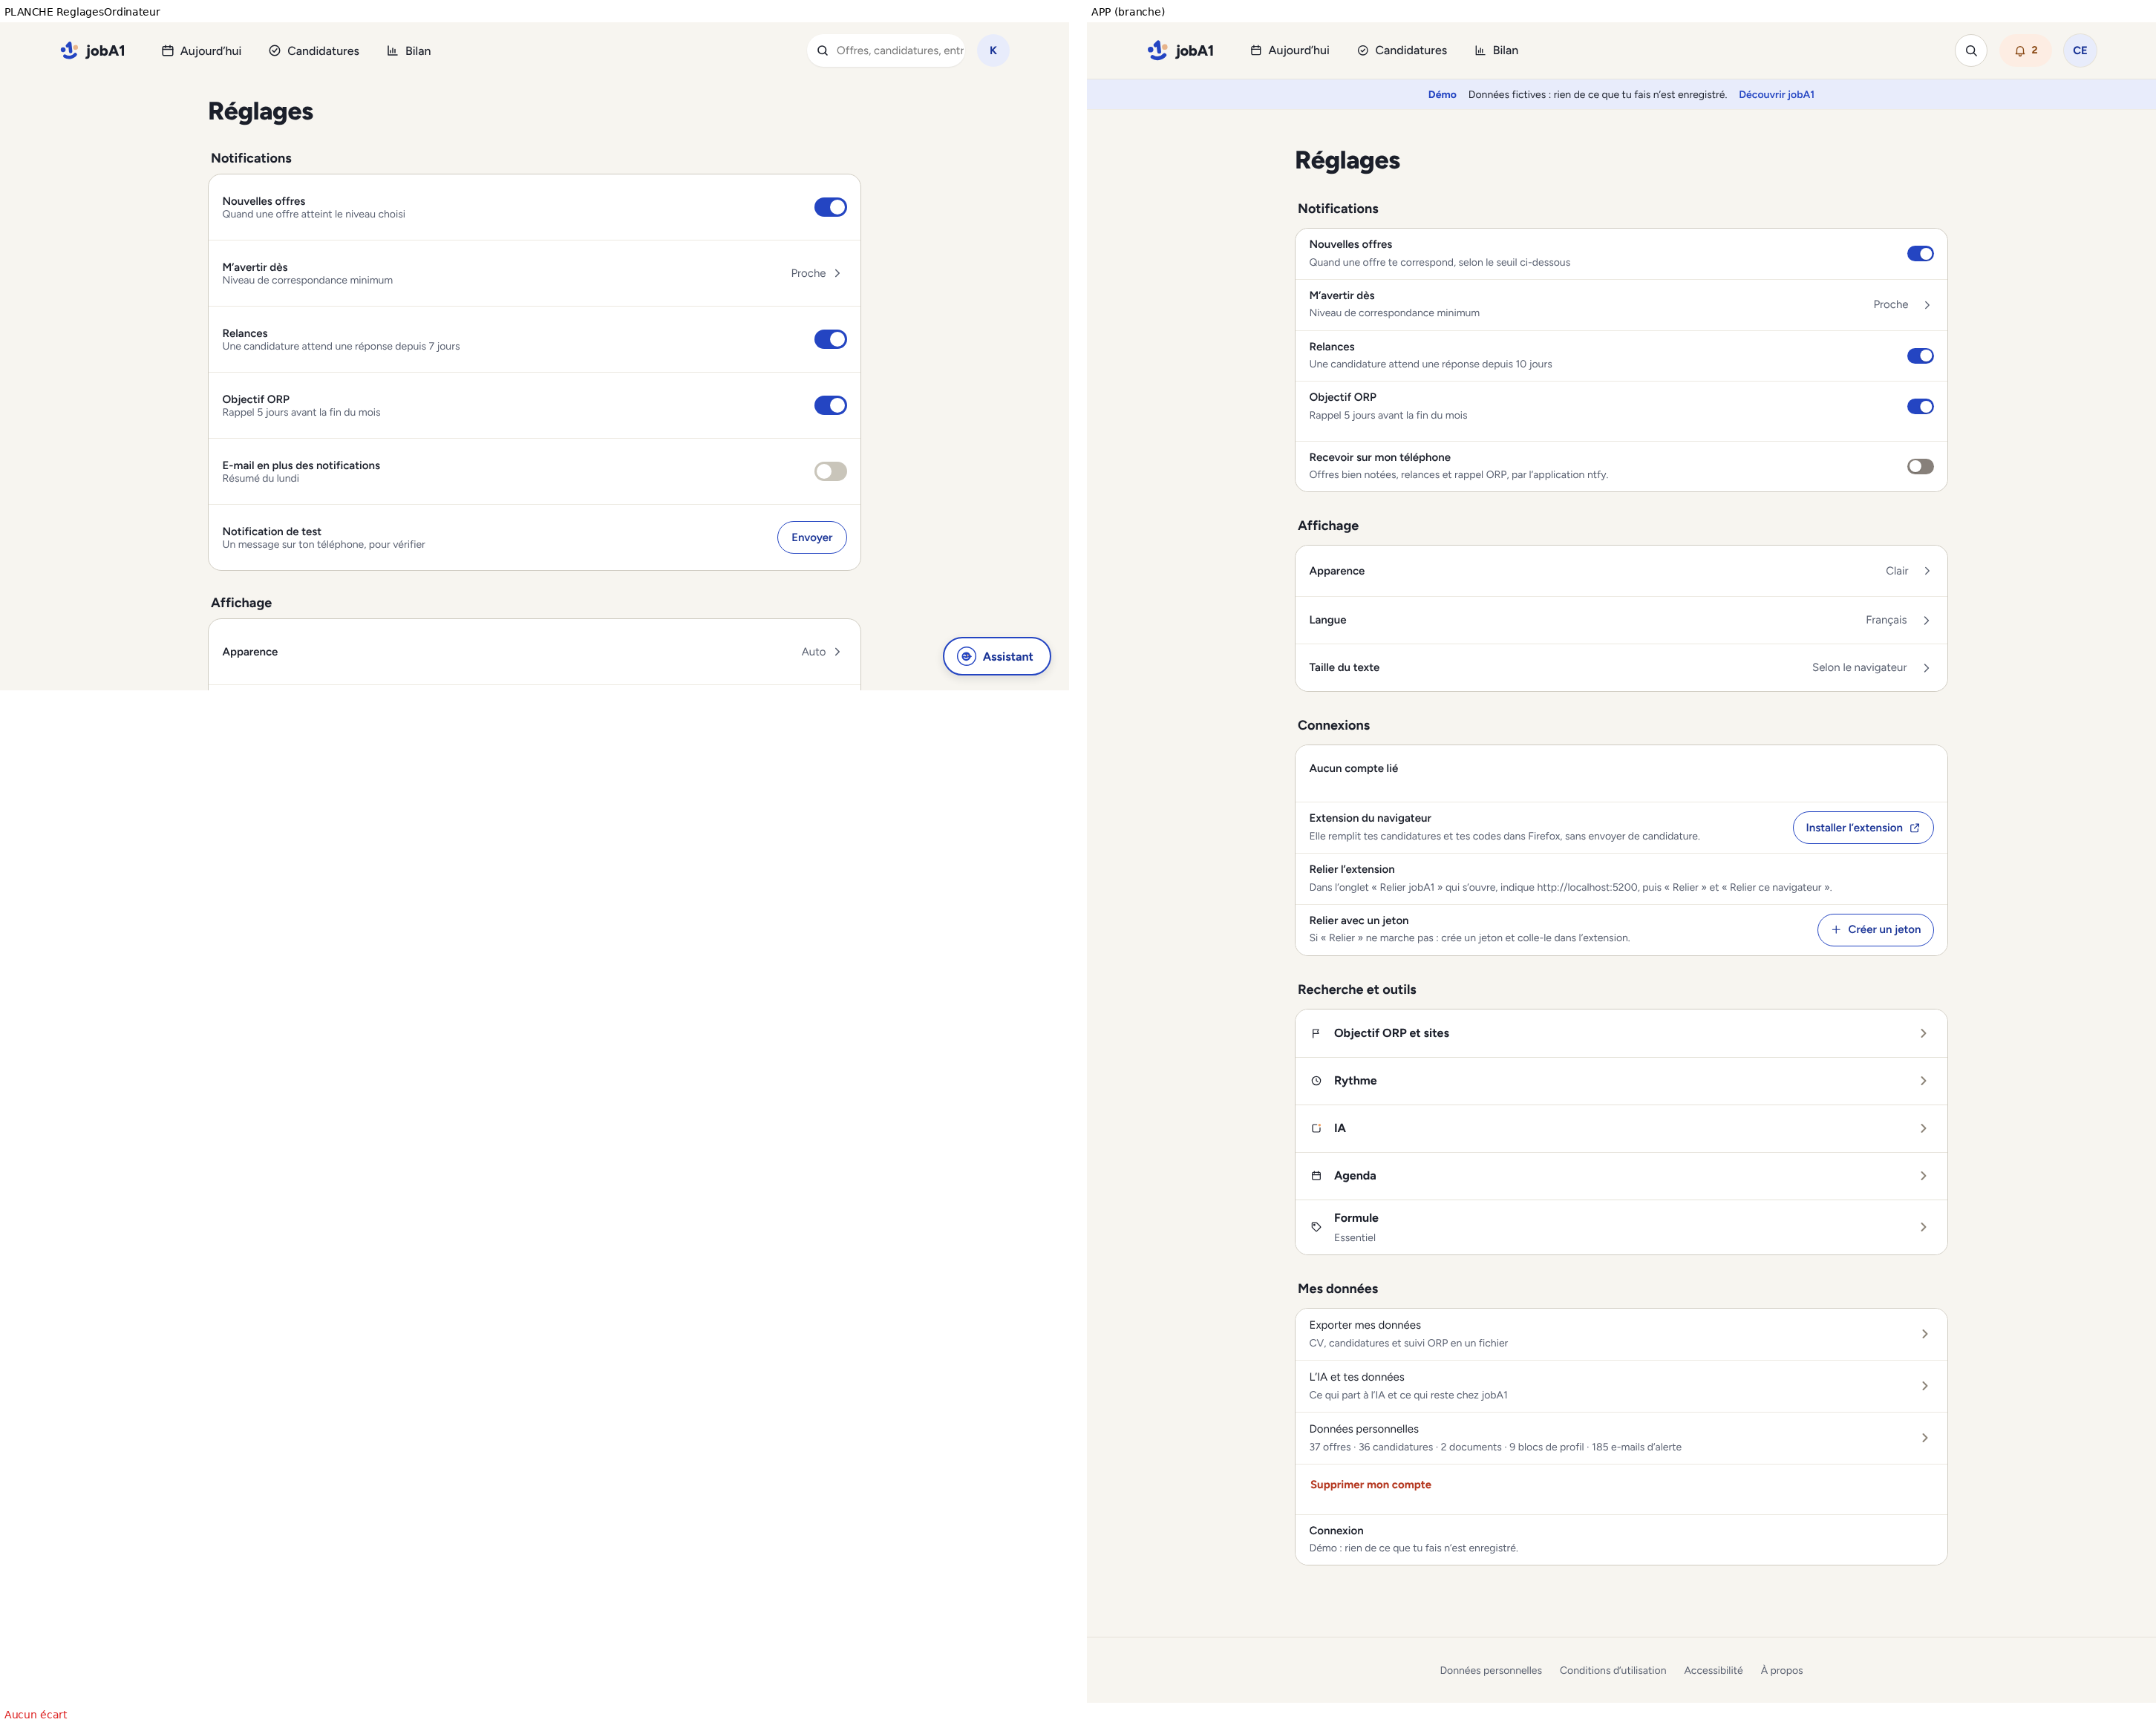 PLANCHE ReglagesOrdinateur
jobA1
Aujourd'hui
Candidatures
Bilan
Offres, candidatures, entr
K
Réglages
Notifications
Nouvelles offres
Quand une offre atteint le niveau choisi
M'avertir dès
Niveau de correspondance minimum
Proche
Relances
Une candidature attend une réponse depuis 7 jours
Objectif ORP
Rappel 5 jours avant la fin du mois
E-mail en plus des notifications
Résumé du lundi
Notification de test
Un message sur ton téléphone, pour vérifier
Envoyer
Affichage
Apparence
Auto
Assistant
APP (branche)
jobA1
Aujourd'hui
Candidatures
Bilan
2
CE
Démo Données fictives : rien de ce que tu fais n'est enregistré. Découvrir jobA1
Réglages
Notifications
Nouvelles offres
Quand une offre te correspond, selon le seuil ci-dessous
M'avertir dès
Niveau de correspondance minimum
Proche
Relances
Une candidature attend une réponse depuis 10 jours
Objectif ORP
Rappel 5 jours avant la fin du mois
Recevoir sur mon téléphone
Offres bien notées, relances et rappel ORP, par l'application ntfy.
Affichage
Apparence
Clair
Langue
Français
Taille du texte
Selon le navigateur
Connexions
Aucun compte lié
Extension du navigateur
Elle remplit tes candidatures et tes codes dans Firefox, sans envoyer de candidature.
Installer l'extension
Relier l'extension
Dans l'onglet « Relier jobA1 » qui s'ouvre, indique http://localhost:5200, puis « Relier » et « Relier ce navigateur ».
Relier avec un jeton
Si « Relier » ne marche pas : crée un jeton et colle-le dans l'extension.
Créer un jeton
Recherche et outils
Objectif ORP et sites
Rythme
IA
Agenda
Formule
Essentiel
Mes données
Exporter mes données
CV, candidatures et suivi ORP en un fichier
L'IA et tes données
Ce qui part à l'IA et ce qui reste chez jobA1
Données personnelles
37 offres · 36 candidatures · 2 documents · 9 blocs de profil · 185 e-mails d'alerte
Supprimer mon compte
Connexion
Démo : rien de ce que tu fais n'est enregistré.
Données personnelles Conditions d'utilisation Accessibilité À propos
Aucun écart